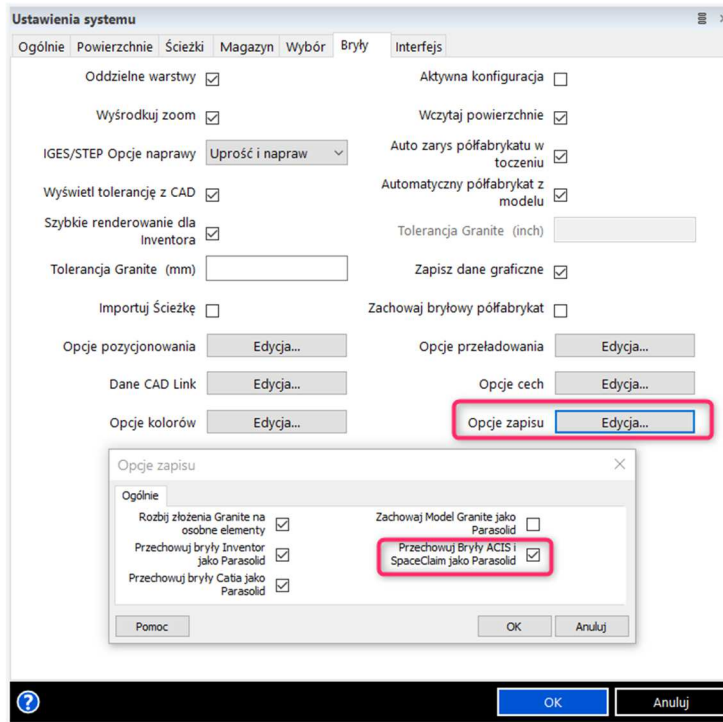 Ustawienia systemu
Ogólnie Powierzchnie Ścieżki Magazyn Wybór Bryły Interfejs
Oddzielne warstwy
Aktywna konfiguracja
Wyśrodkuj zoom
Wczytaj powierzchnie
IGES/STEP Opcje naprawy Uprość i napraw
Auto zarys półfabrykatu w
toczeniu
Wyświetl tolerancję z CAD
Automatyczny półfabrykat z
modelu
Szybkie renderowanie dla
Inventora
Tolerancja Granite (inch)
Tolerancja Granite (mm)
Zapisz dane graficzne
Importuj Ścieżkę
Zachowaj bryłowy półfabrykat
Opcje pozycjonowania Edycja...
Opcje przeładowania Edycja...
Dane CAD Link Edycja...
Opcje cech Edycja...
Opcje kolorów Edycja...
Opcje zapisu Edycja...
Opcje zapisu
Ogólnie
Rozbij złożenia Granite na
osobne elementy
Zachowaj Model Granite jako
Parasolid
Przechowuj bryły Inventor
jako Parasolid
Przechowuj Bryły ACIS i
SpaceClaim jako Parasolid
Przechowuj bryły Catia jako
Parasolid
Pomoc OK Anuluj
OK Anuluj